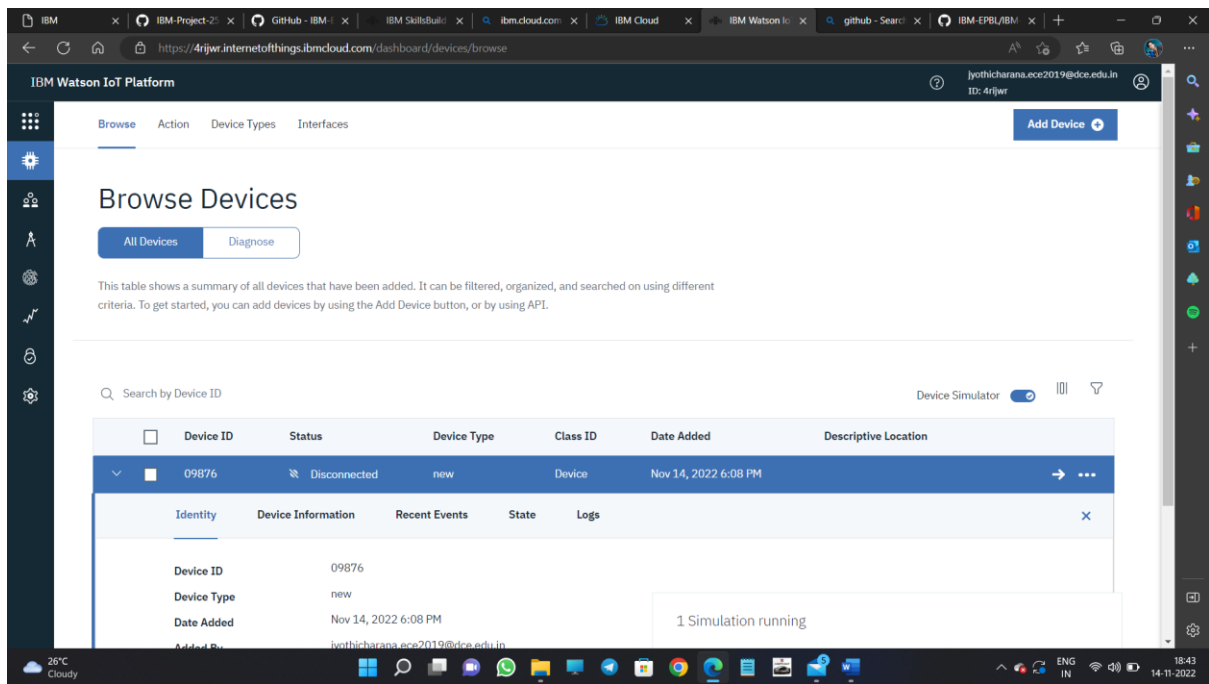 IBM
IBM-Project-25
GitHub - IBM-
IBM SkillsBuild
ibm.cloud.com
IBM Cloud
IBM Watson Io
github - Search
IBM-EPBL/IBM
https://4rijwr.internetofthings.ibmcloud.com/dashboard/devices/browse
IBM Watson IoT Platform
jyothicharana.ece2019@dce.edu.in
ID: 4rijwr
Browse Action Device Types Interfaces
Add Device
Browse Devices
All Devices Diagnose
This table shows a summary of all devices that have been added. It can be filtered, organized, and searched on using different
criteria. To get started, you can add devices by using the Add Device button, or by using API.
Search by Device ID
Device Simulator
Device ID Status Device Type Class ID Date Added Descriptive Location
09876 Disconnected new Device Nov 14, 2022 6:08 PM
Identity Device Information Recent Events State Logs
Device ID 09876
Device Type new
Date Added Nov 14, 2022 6:08 PM
Added By jyothicharana.ece2019@dce.edu.in
1 Simulation running
26°C
Cloudy
ENG
IN
18:43
14-11-2022